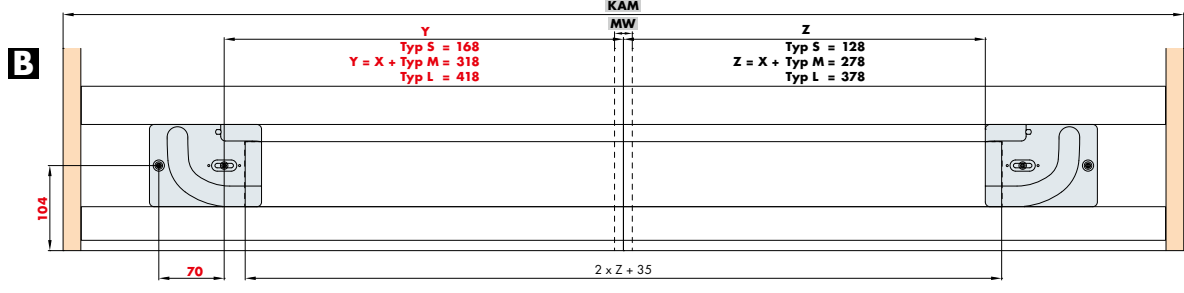 KAM
MW
B
Y
Typ S = 168
Y = X + Typ M = 318
Typ L = 418
Z
Typ S = 128
Z = X + Typ M = 278
Typ L = 378
104
70
2 x Z + 35